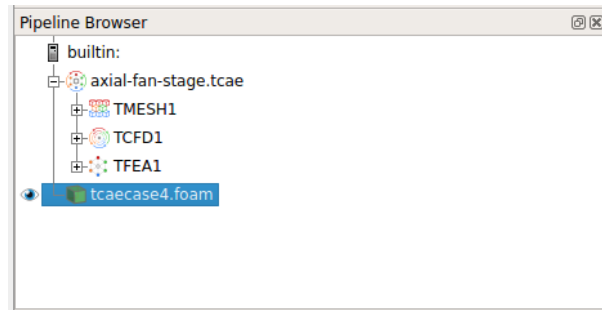 Pipeline Browser
builtin:
axial-fan-stage.tcae
TMESH1
TCFD1
TFEA1
tcaecase4.foam